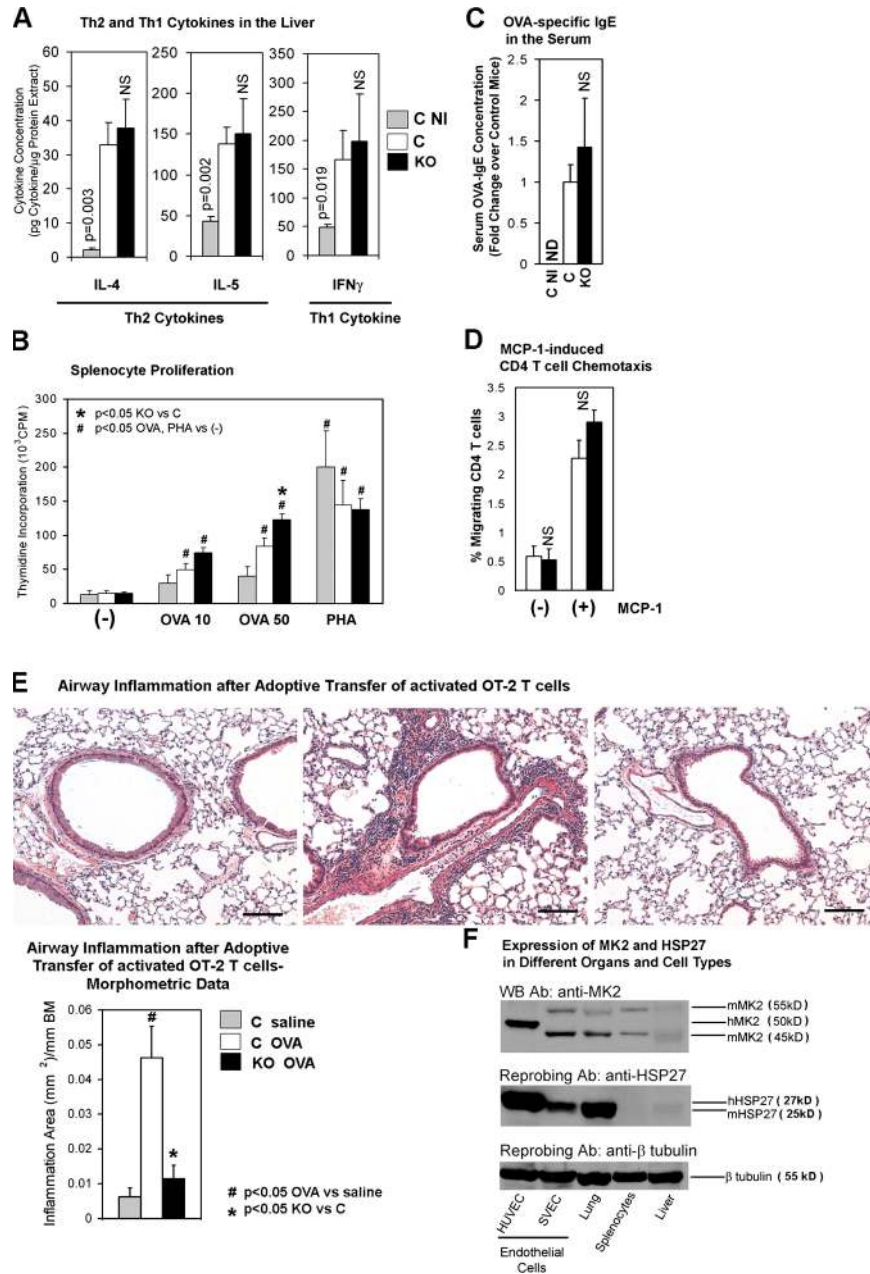 A
Th2 and Th1 Cytokines in the Liver
Cytokine Concentration
(pg Cytokine/µg Protein Extract)
60
50
40
30
20
10
0
p=0.003
NS
IL-4
250
200
150
100
50
0
p=0.002
NS
IL-5
350
300
250
200
150
100
50
0
p=0.019
NS
IFNγ
C NI
C
KO
Th2 Cytokines
Th1 Cytokine
C
OVA-specific IgE
in the Serum
Serum OVA-IgE Concentration
(Fold Change over Control Mice)
2.5
2
1.5
1
0.5
0
ND
NS
C NI
C
KO
B
Splenocyte Proliferation
Thymidine Incorporation (10³CPM)
300
250
200
150
100
50
0
* p<0.05 KO vs C
# p<0.05 OVA, PHA vs (-)
# # # # * # # #
(-) OVA 10 OVA 50 PHA
D
MCP-1-induced
CD4 T cell Chemotaxis
% Migrating CD4 T cells
3.5
3
2.5
2
1.5
1
0.5
0
NS
NS
(-) (+) MCP-1
E Airway Inflammation after Adoptive Transfer of activated OT-2 T cells
Airway Inflammation after Adoptive
Transfer of activated OT-2 T cells-
Morphometric Data
Inflammation Area (mm²)/mm BM
0.06
0.05
0.04
0.03
0.02
0.01
0
#
*
C saline
C OVA
KO OVA
# p<0.05 OVA vs saline
* p<0.05 KO vs C
F
Expression of MK2 and HSP27
in Different Organs and Cell Types
WB Ab: anti-MK2
mMK2 (55kD)
hMK2 (50kD)
mMK2 (45kD)
Reprobing Ab: anti-HSP27
hHSP27 (27kD)
mHSP27 (25kD)
Reprobing Ab: anti-β tubulin
β tubulin (55 kD)
HUVEC
SVEC
Lung
Splenocytes
Liver
Endothelial
Cells